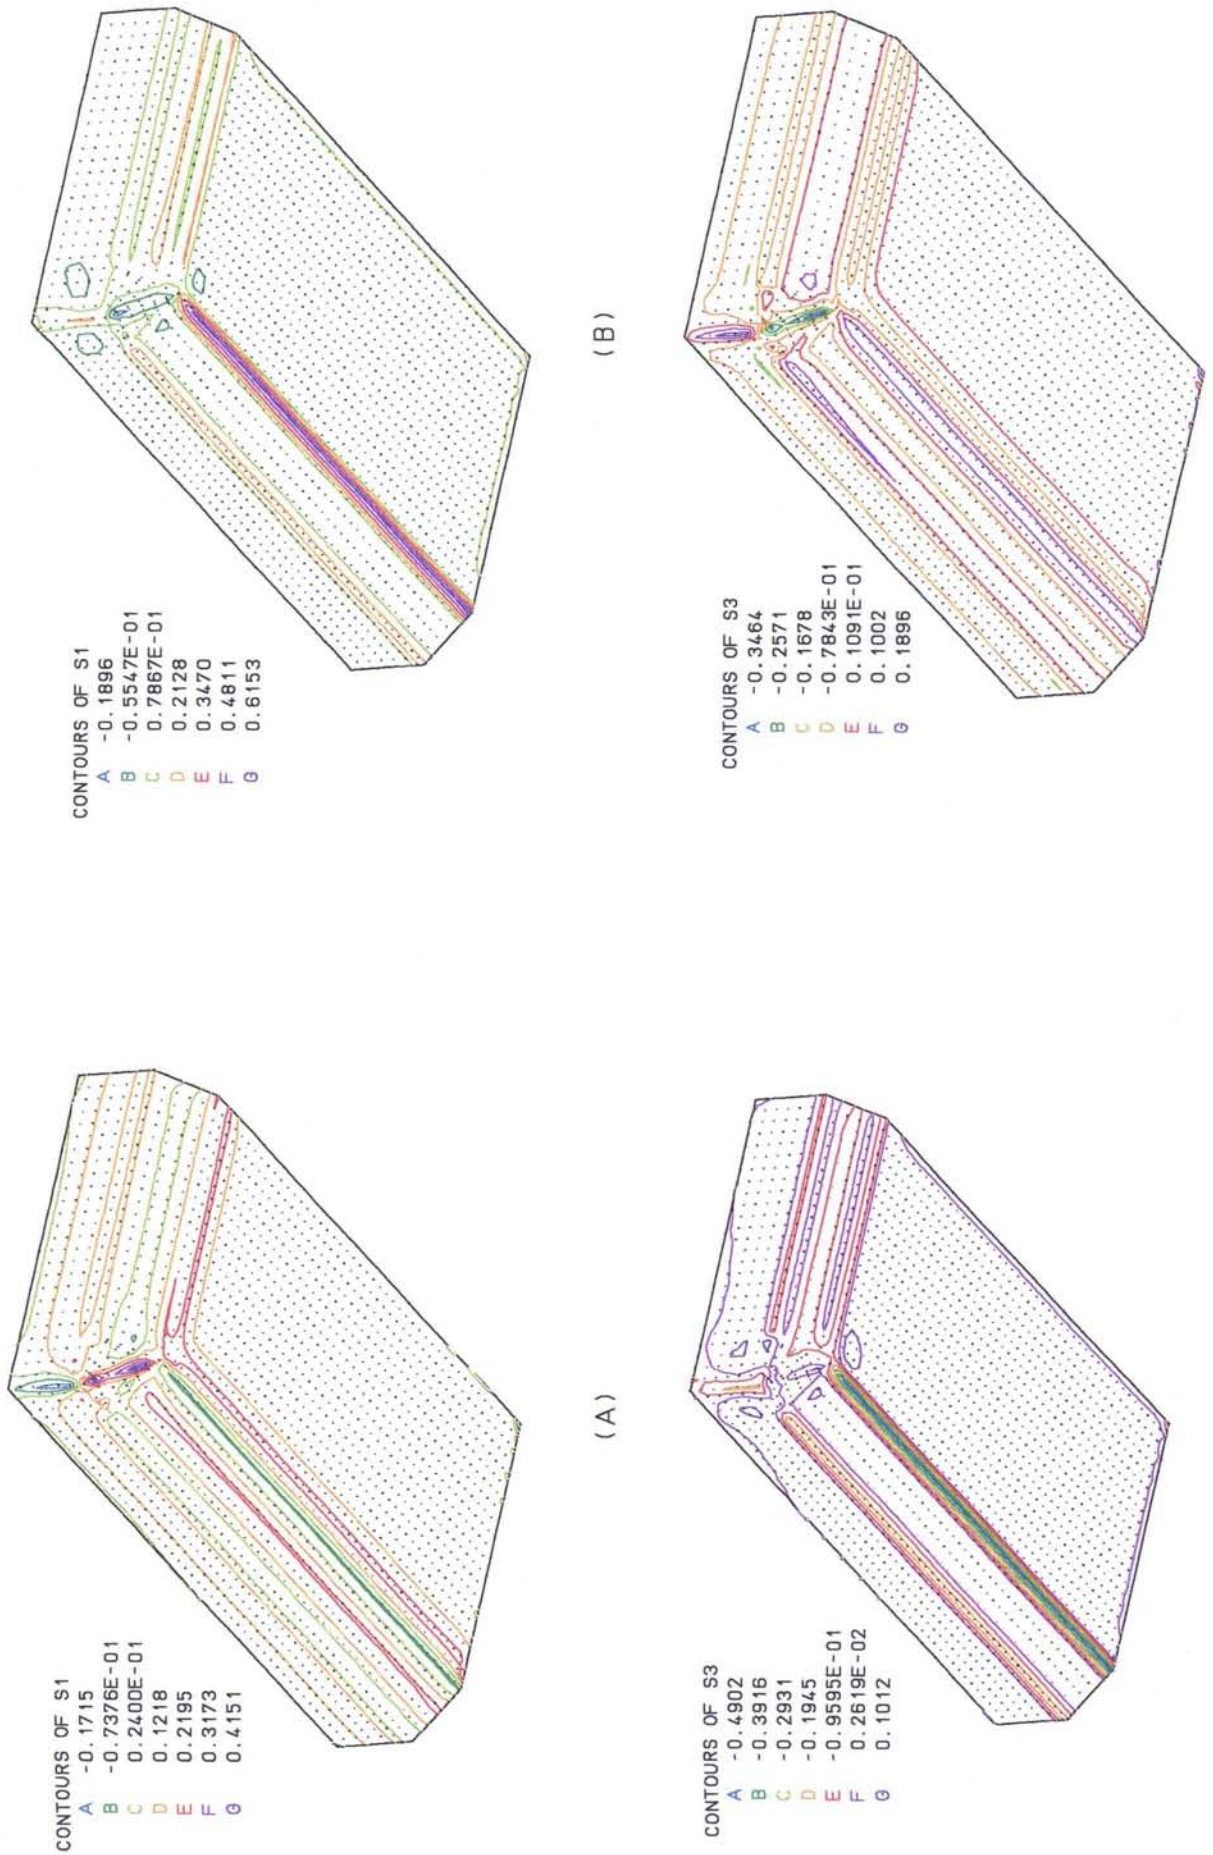 CONTOURS OF S1
A -0.1715
B -0.7376E-01
C 0.2400E-01
D 0.1218
E 0.2195
F 0.3173
G 0.4151
CONTOURS OF S3
A -0.4902
B -0.3916
C -0.2931
D -0.1945
E -0.9595E-01
F 0.2619E-02
G 0.1012
(A)
CONTOURS OF S1
A -0.1896
B -0.5547E-01
C 0.7867E-01
D 0.2128
E 0.3470
F 0.4811
G 0.6153
CONTOURS OF S3
A -0.3464
B -0.2571
C -0.1678
D -0.7843E-01
E 0.1091E-01
F 0.1002
G 0.1896
(B)